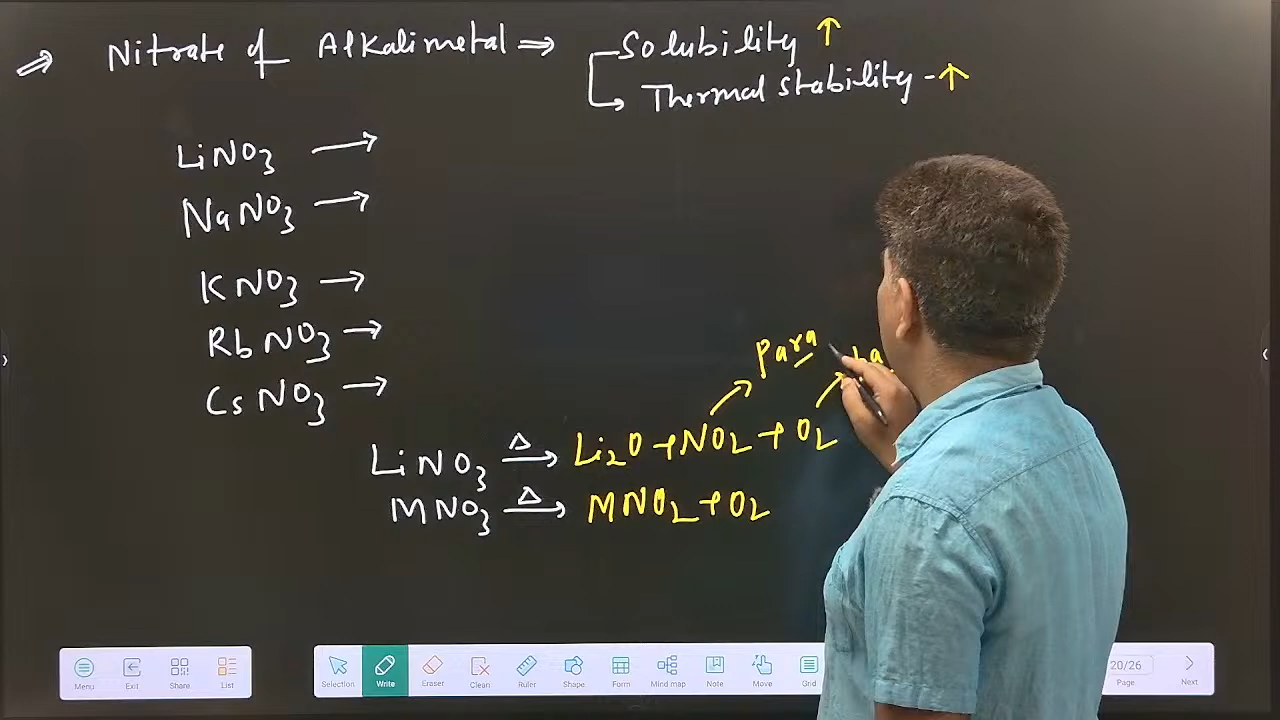 ⇒ Nitrate of Alkalimetal ⇒ Solubility ↑
→ Thermal stability - ↑
LiNO3 →
NaNO3 →
KNO3 →
RbNO3 →
CsNO3 →
Para
LiNO3 Δ→ Li2O + NO2 + O2
MNO3 Δ→ MNO2 + O2
Menu Exit Share List Selection Write Eraser Clean Ruler Shape Form Mind map Note Move Grid 20/26 Page Next